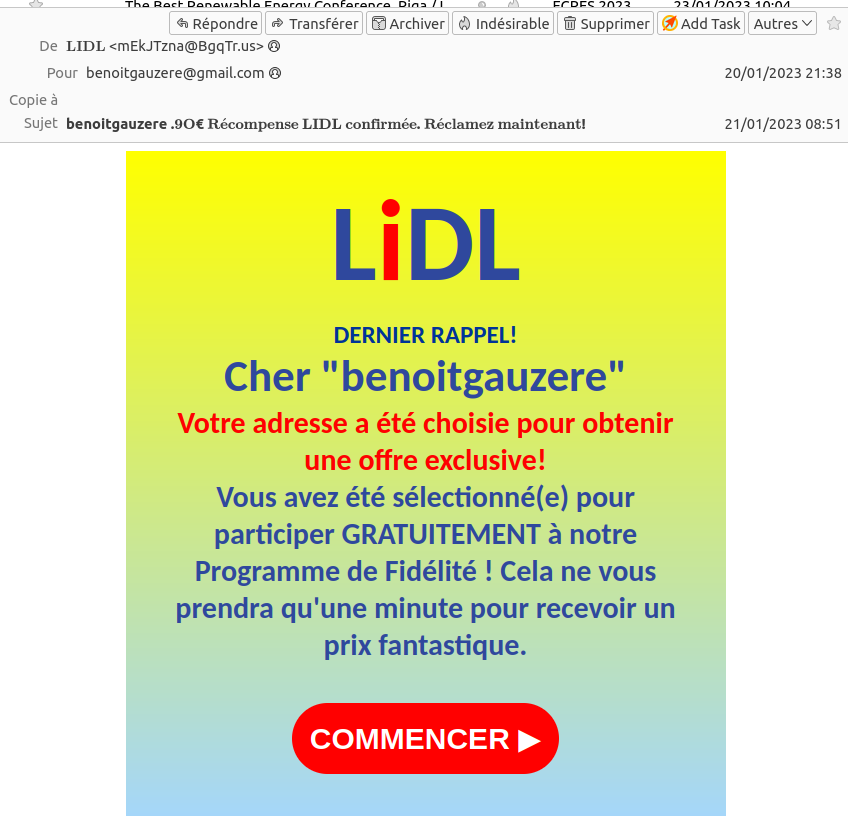 The Best Renewable Energy Conference, Riga / L ECRES 2023 23/01/2023 10:04
Répondre Transférer Archiver Indésirable Supprimer Add Task Autres
De LIDL <mEkJTzna@BgqTr.us>
Pour benoitgauzere@gmail.com 20/01/2023 21:38
Copie à
Sujet benoitgauzere .9O€ Récompense LIDL confirmée. Réclamez maintenant! 21/01/2023 08:51
LiDL
DERNIER RAPPEL!
Cher "benoitgauzere"
Votre adresse a été choisie pour obtenir
une offre exclusive!
Vous avez été sélectionné(e) pour
participer GRATUITEMENT à notre
Programme de Fidélité ! Cela ne vous
prendra qu'une minute pour recevoir un
prix fantastique.
COMMENCER ▶